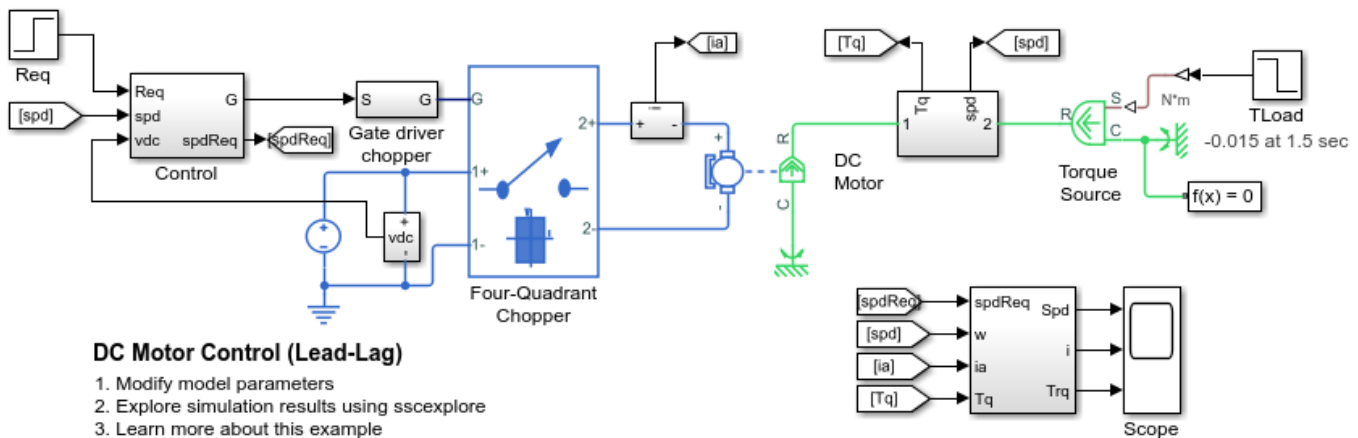 Req
[spd]
Req
spd
vdc
G
spdReq
Control
[spdReq]
S
G
Gate driver
chopper
vdc
+
-
+
-
G
1+
1-
2+
2-
Four-Quadrant
Chopper
+
-
[ia]
+
-
R
C
DC
Motor
[Tq]
[spd]
Tq
spd
1
2
R
S
C
N*m
Torque
Source
TLoad
-0.015 at 1.5 sec
f(x) = 0
[spdReq]
[spd]
[ia]
[Tq]
spdReq
w
ia
Tq
Spd
i
Trq
Scope
DC Motor Control (Lead-Lag)
1. Modify model parameters
2. Explore simulation results using sscexplore
3. Learn more about this example